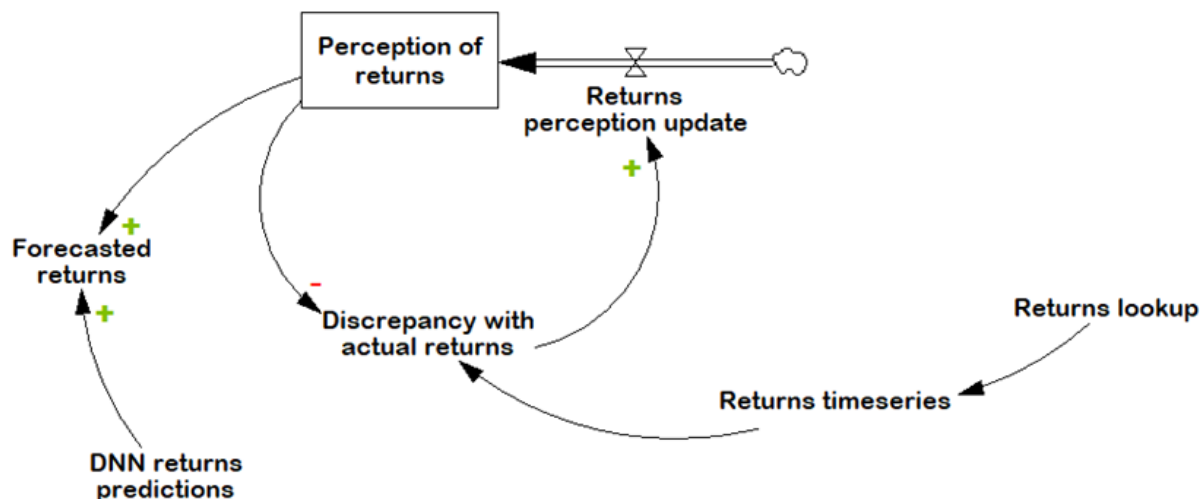 Perception of
returns
Returns
perception update
+
+
Forecasted
returns
+
-
Discrepancy with
actual returns
Returns lookup
Returns timeseries
DNN returns
predictions